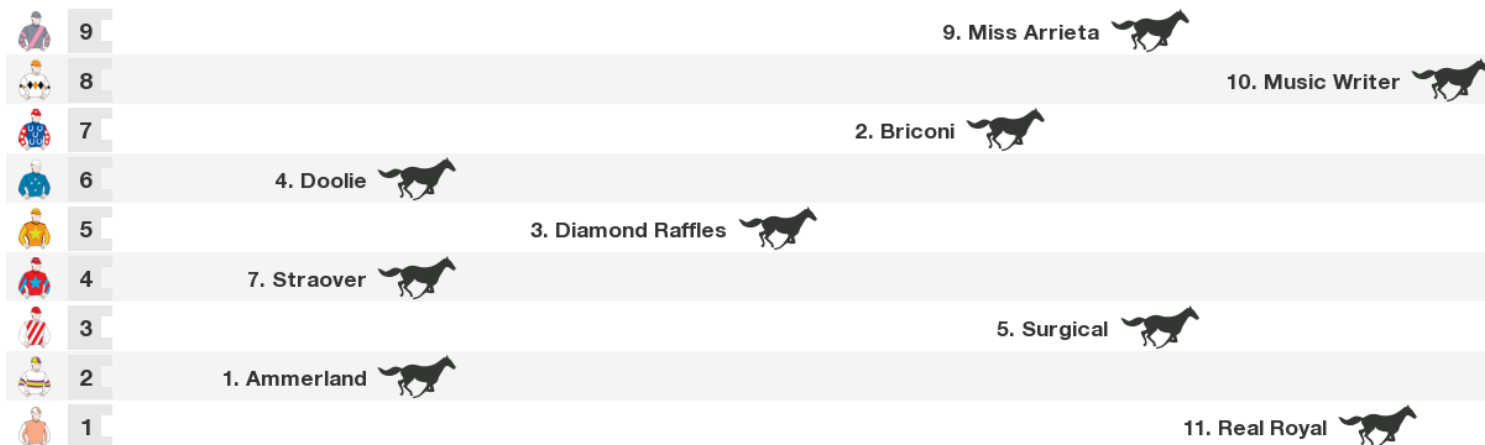 9 9. Miss Arrieta
8 10. Music Writer
7 2. Briconi
6 4. Doolie
5 3. Diamond Raffles
4 7. Straover
3 5. Surgical
2 1. Ammerland
1 11. Real Royal